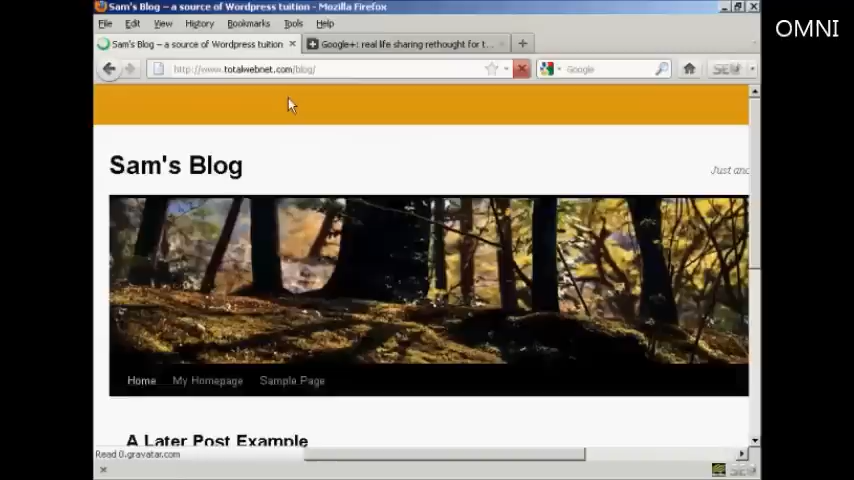 Sam's Blog – a source of Wordpress tuition - Mozilla Firefox
OMNI
File Edit View History Bookmarks Tools Help
Sam's Blog – a source of Wordpress tuition
Google+: real life sharing rethought for t...
http://www.totalwebnet.com/blog/
Google
Sam's Blog
Just
Home My Homepage Sample Page
A Later Post Example
Read 0.gravatar.com